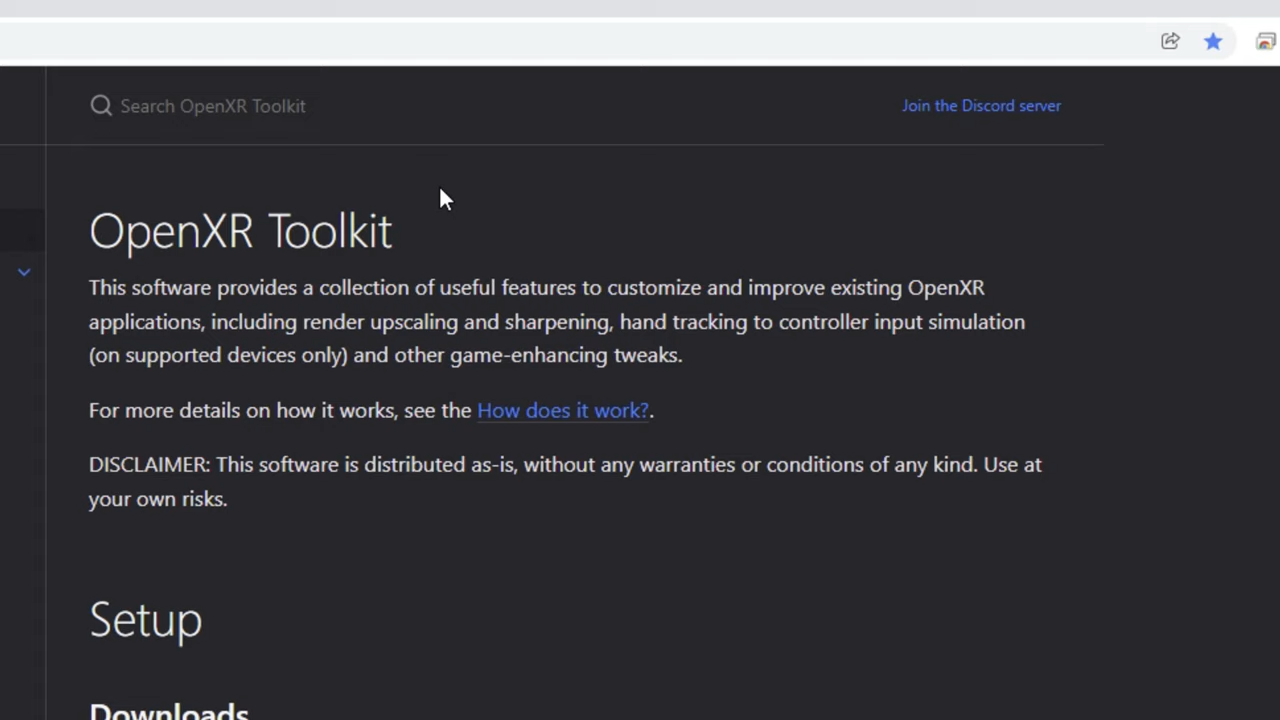 Search OpenXR Toolkit
Join the Discord server
OpenXR Toolkit
This software provides a collection of useful features to customize and improve existing OpenXR
applications, including render upscaling and sharpening, hand tracking to controller input simulation
(on supported devices only) and other game-enhancing tweaks.
For more details on how it works, see the How does it work?.
DISCLAIMER: This software is distributed as-is, without any warranties or conditions of any kind. Use at
your own risks.
Setup
Downloads